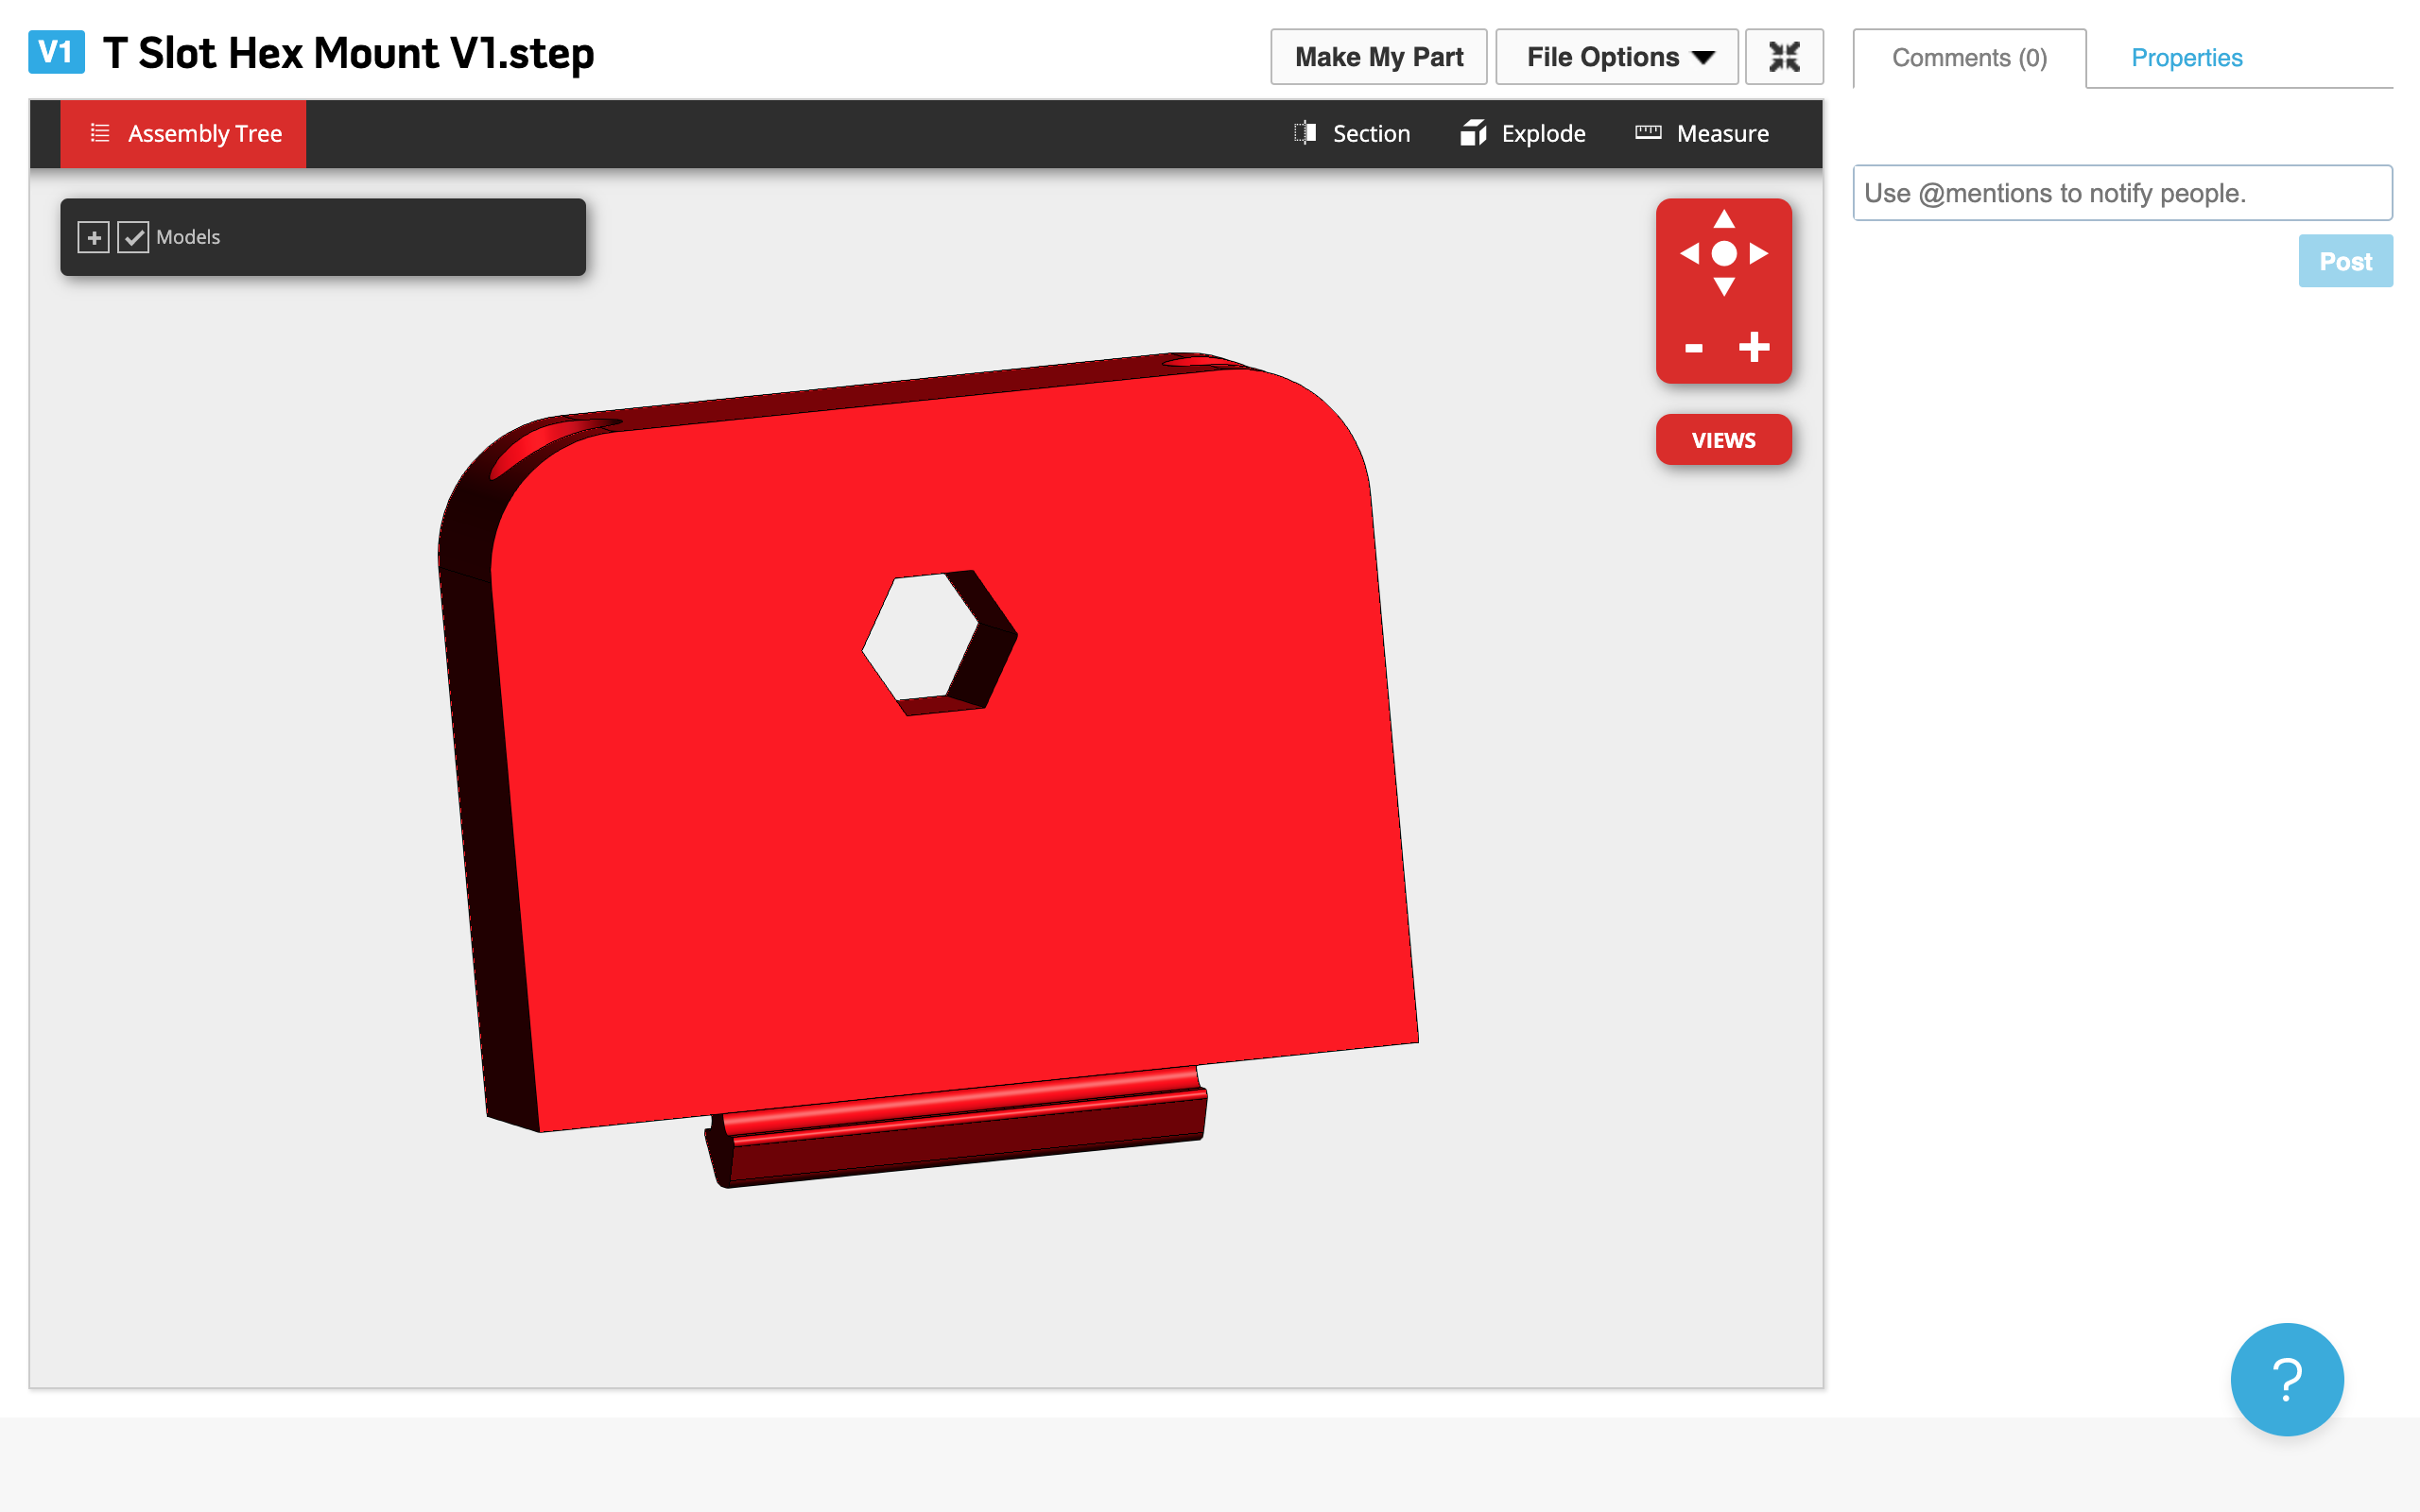 V1 T Slot Hex Mount V1.step
Make My Part
File Options
Comments (0)
Properties
Assembly Tree
Section
Explode
Measure
Models
Use @mentions to notify people.
Post
- +
VIEWS
?